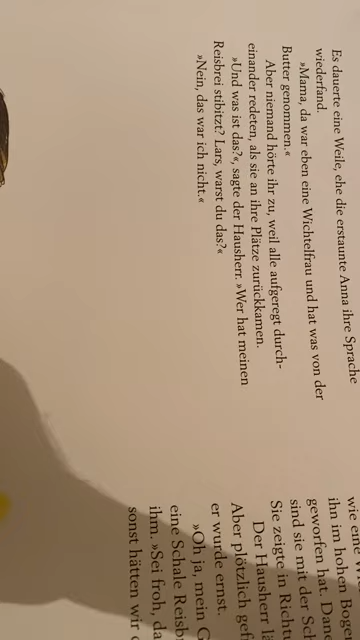 Es dauerte eine Weile, ehe die erstaunte Anna ihre Sprache
wiederfand.
»Mama, da war eben eine Wichtelfrau und hat was von der
Butter genommen.«
Aber niemand hörte ihr zu, weil alle aufgeregt durch-
einander redeten, als sie an ihre Plätze zurückkamen.
»Und was ist das?«, sagte der Hausherr. »Wer hat meinen
Reisbrei stibitzt? Lars, warst du das?«
»Nein, das war ich nicht.«
wie eine
ihn im hohen Boge
geworfen hat. Dan
sind sie mit der Sc
Sie zeigte in Richt
Der Hausherr
Aber plötzlich gef
er wurde ernst.
»Oh ja, mein G
eine Schale Reisb
ihm. »Sei froh, da
sonst hätten wir